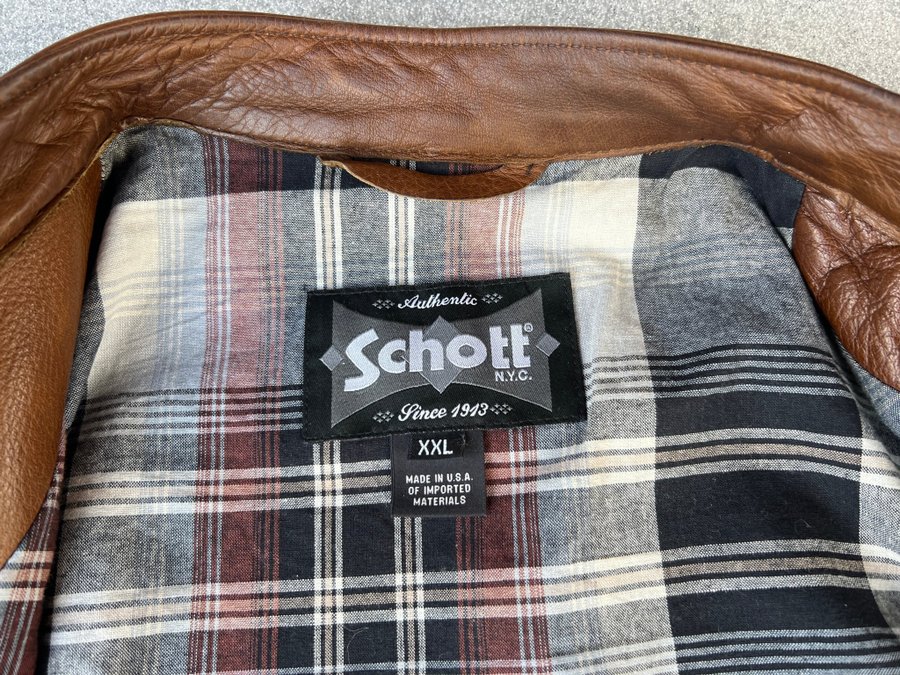 Authentic
Schott®
N.Y.C.
Since 1913
XXL
MADE IN U.S.A.
OF IMPORTED
MATERIALS